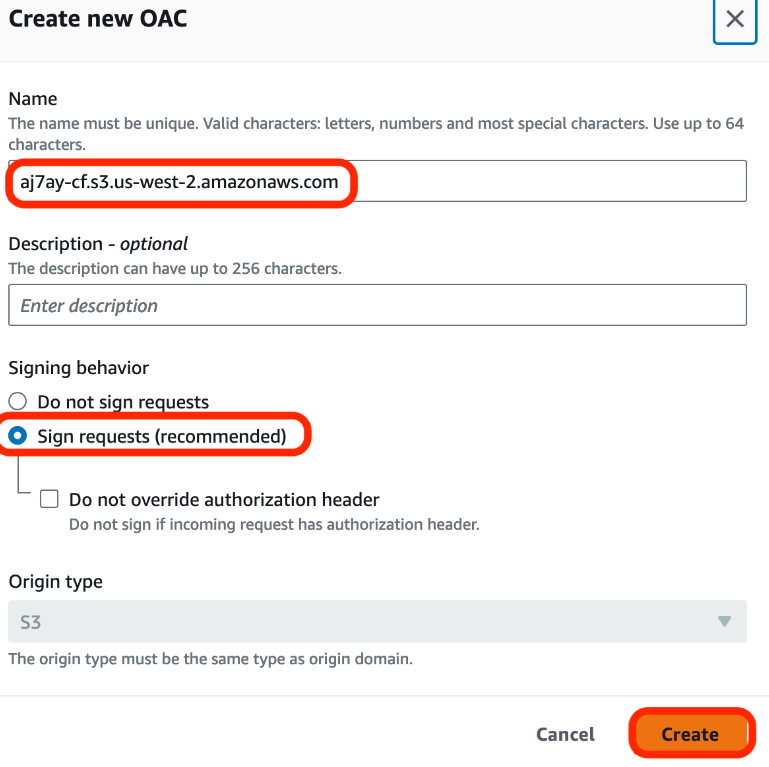 Create new OAC
Name
The name must be unique. Valid characters: letters, numbers and most special characters. Use up to 64
characters.
aj7ay-cf.s3.us-west-2.amazonaws.com
Description - optional
The description can have up to 256 characters.
Enter description
Signing behavior
Do not sign requests
Sign requests (recommended)
Do not override authorization header
Do not sign if incoming request has authorization header.
Origin type
S3
The origin type must be the same type as origin domain.
Cancel
Create